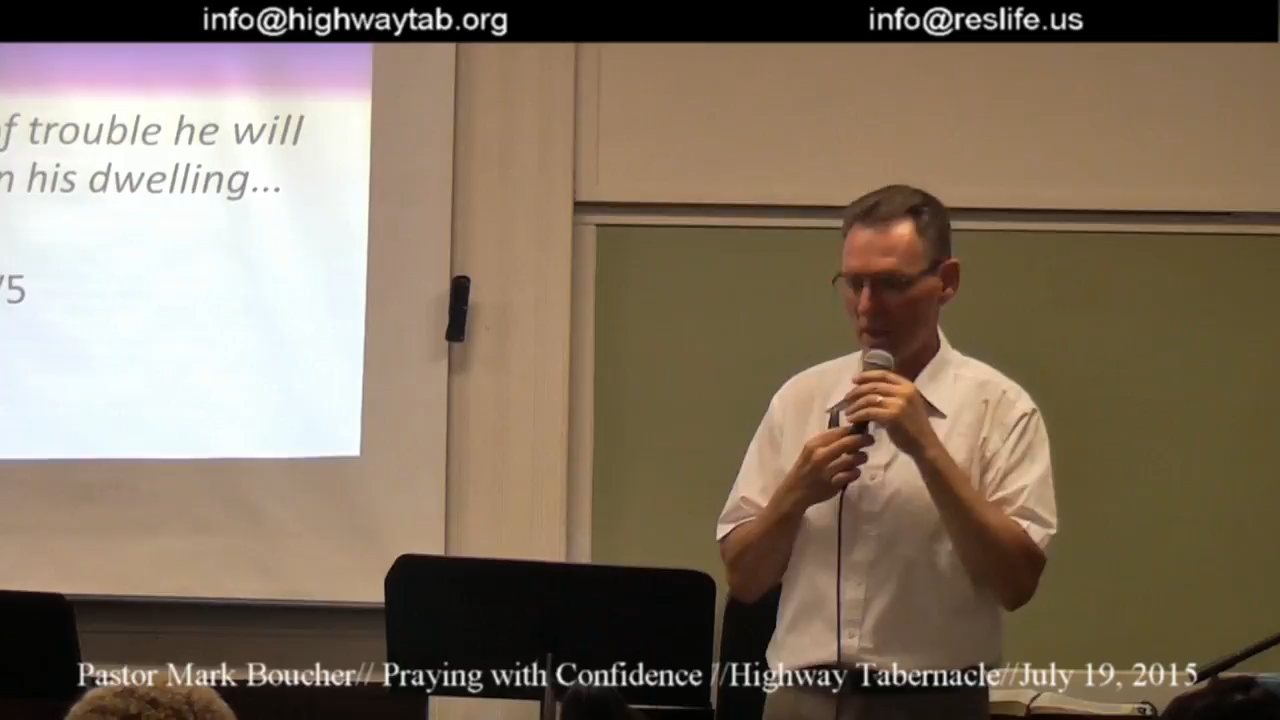 info@highwaytab.org info@reslife.us
f trouble he will
n his dwelling...
/5
Pastor Mark Boucher// Praying with Confidence //Highway Tabernacle//July 19, 2015